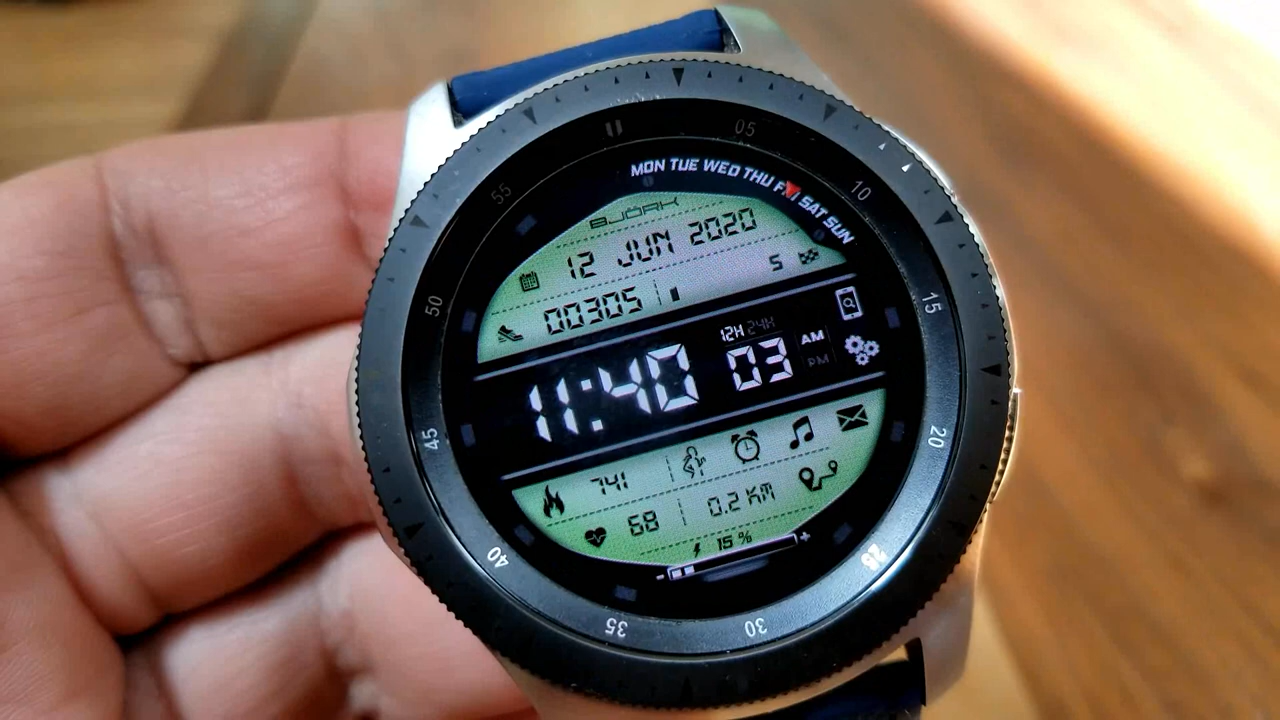 05
10
15
20
25
30
35
40
45
50
55
MON TUE WED THU FRI SAT SUN
BJÖRK
12 JUN 2020
5
00305
12H 24H
11:40 03 AM
PM
741
68 0.2 KM
15 %
- +